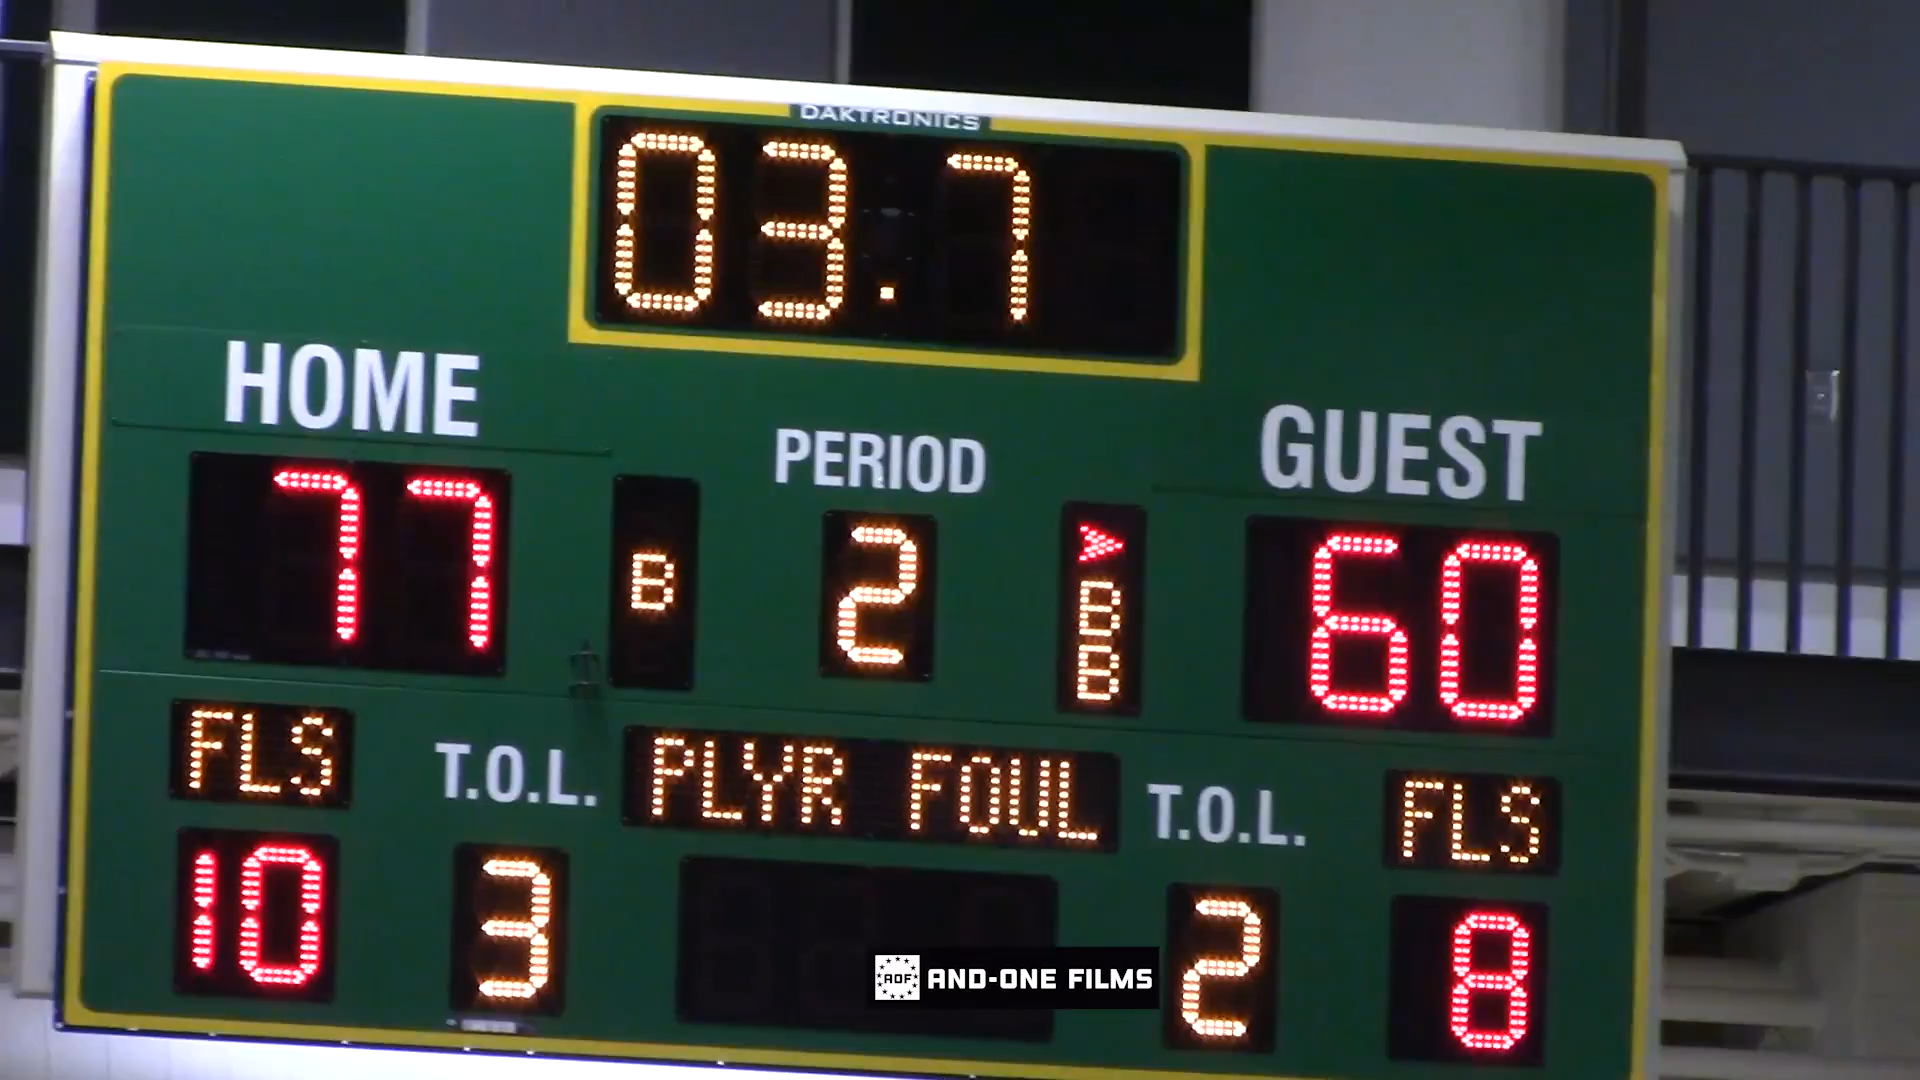 DAKTRONICS
03.7
HOME
PERIOD
GUEST
77
B
2
B
B
60
FLS
T.O.L.
PLYR FOUL
T.O.L.
FLS
10
3
2
8
AOF AND-ONE FILMS